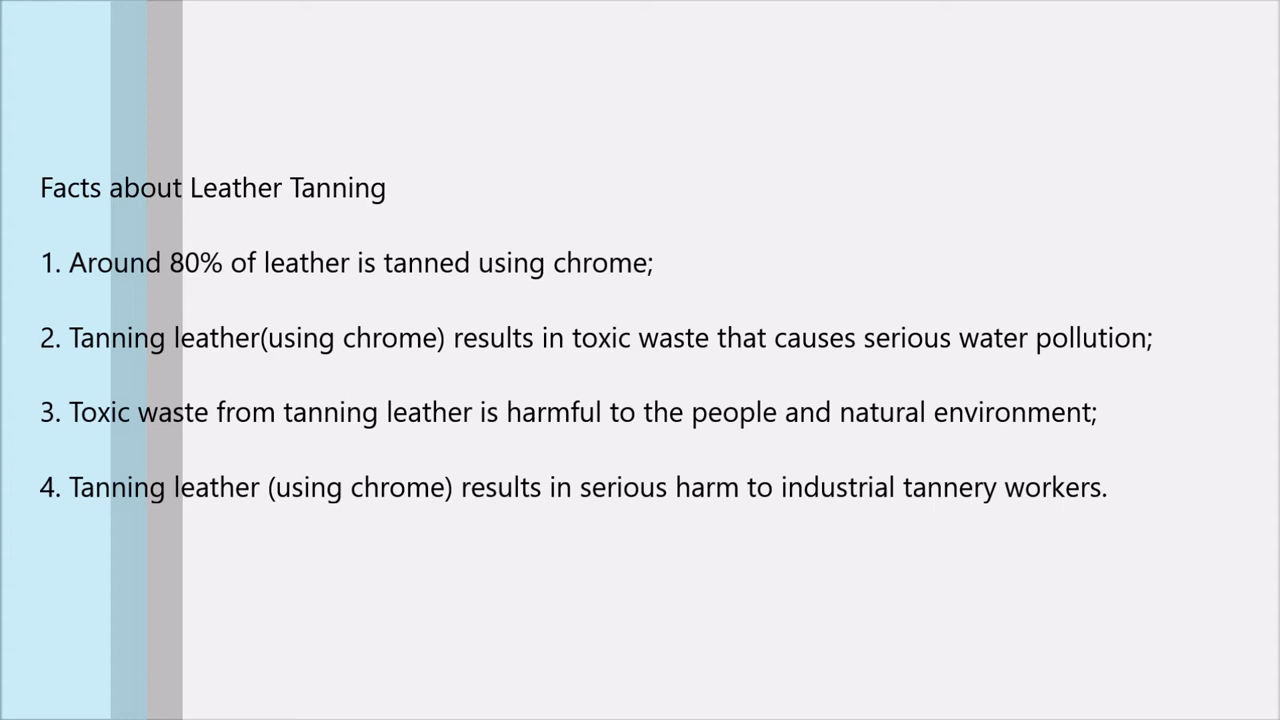 Facts about Leather Tanning
1. Around 80% of leather is tanned using chrome;
2. Tanning leather(using chrome) results in toxic waste that causes serious water pollution;
3. Toxic waste from tanning leather is harmful to the people and natural environment;
4. Tanning leather (using chrome) results in serious harm to industrial tannery workers.